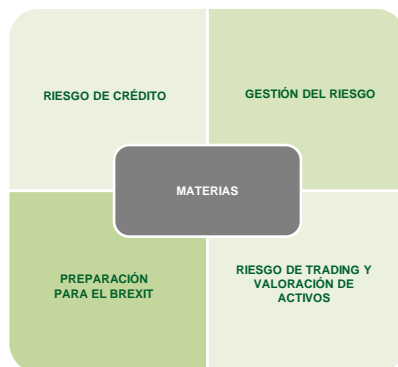 RIESGO DE CRÉDITO
GESTIÓN DEL RIESGO
MATERIAS
PREPARACIÓN
PARA EL BREXIT
RIESGO DE TRADING Y
VALORACIÓN DE
ACTIVOS